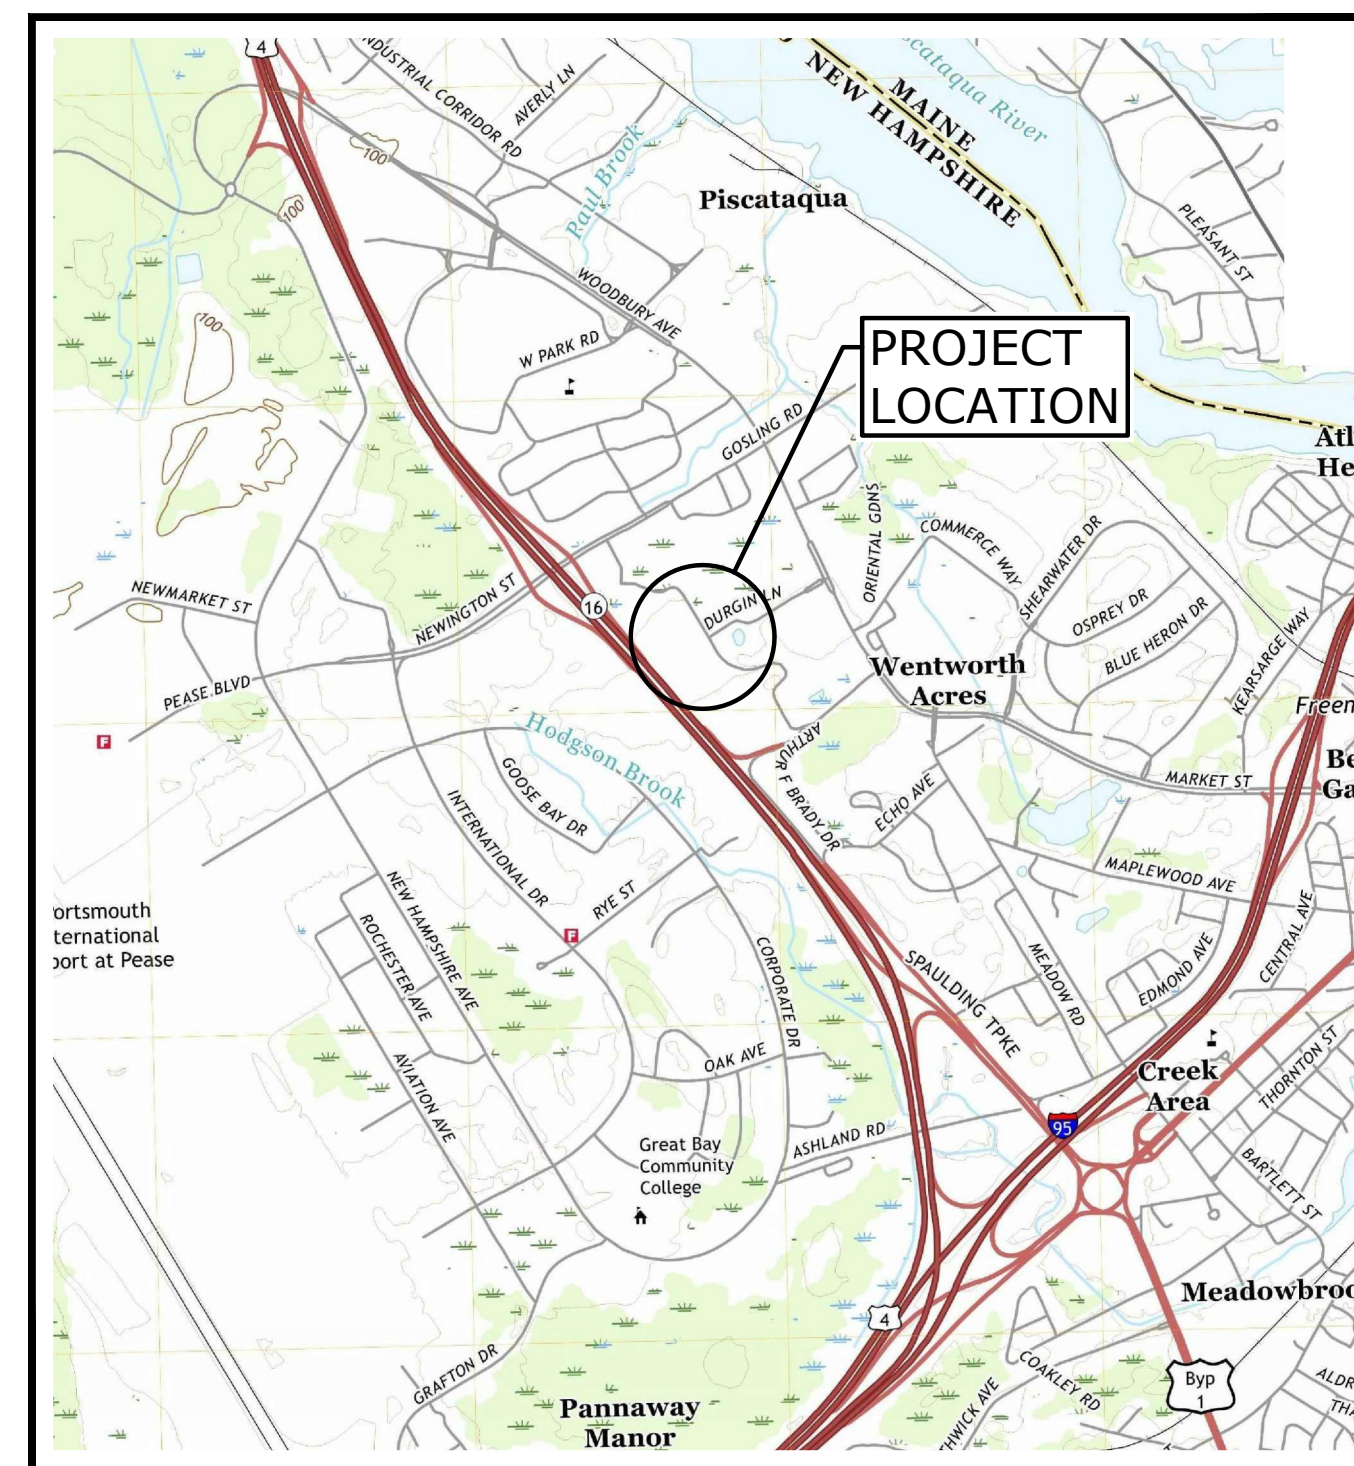 4
INDUSTRIAL CORRIDOR RD
AVERLY LN
Paul Brook
MAINE
NEW HAMPSHIRE
scataqua River
Piscataqua
PLEASANT ST
100
100
100
WOODBURY AVE
W PARK RD
PROJECT
LOCATION
GOSLING RD
Atl
He
ORIENTAL GDNS
COMMERCE WAY
SHEARWATER DR
OSPREY DR
BLUE HERON DR
KEARSARGE WAY
NEWMARKET ST
NEWINGTON ST
16
DURGIN LN
PEASE BLVD
Wentworth
Acres
Freem
Hodgson Brook
ARTHUR F BRADY DR
Be
Ga
MARKET ST
F
GOOSE BAY DR
ECHO AVE
INTERNATIONAL DR
MAPLEWOOD AVE
NEW HAMPSHIRE AVE
RYE ST
CENTRAL AVE
ortsmouth
ternational
port at Pease
ROCHESTER AVE
F
CORPORATE DR
SPAULDING TPKE
MEADOW RD
EDMOND AVE
OAK AVE
AVIATION AVE
Creek
Area
THORNTON ST
95
ASHLAND RD
Great Bay
Community
College
BARTLETT ST
Meadowbroo
4
GRAFTON DR
COAKLEY RD
Byp
1
ALDR
THA
THWICK AVE
Pannaway
Manor